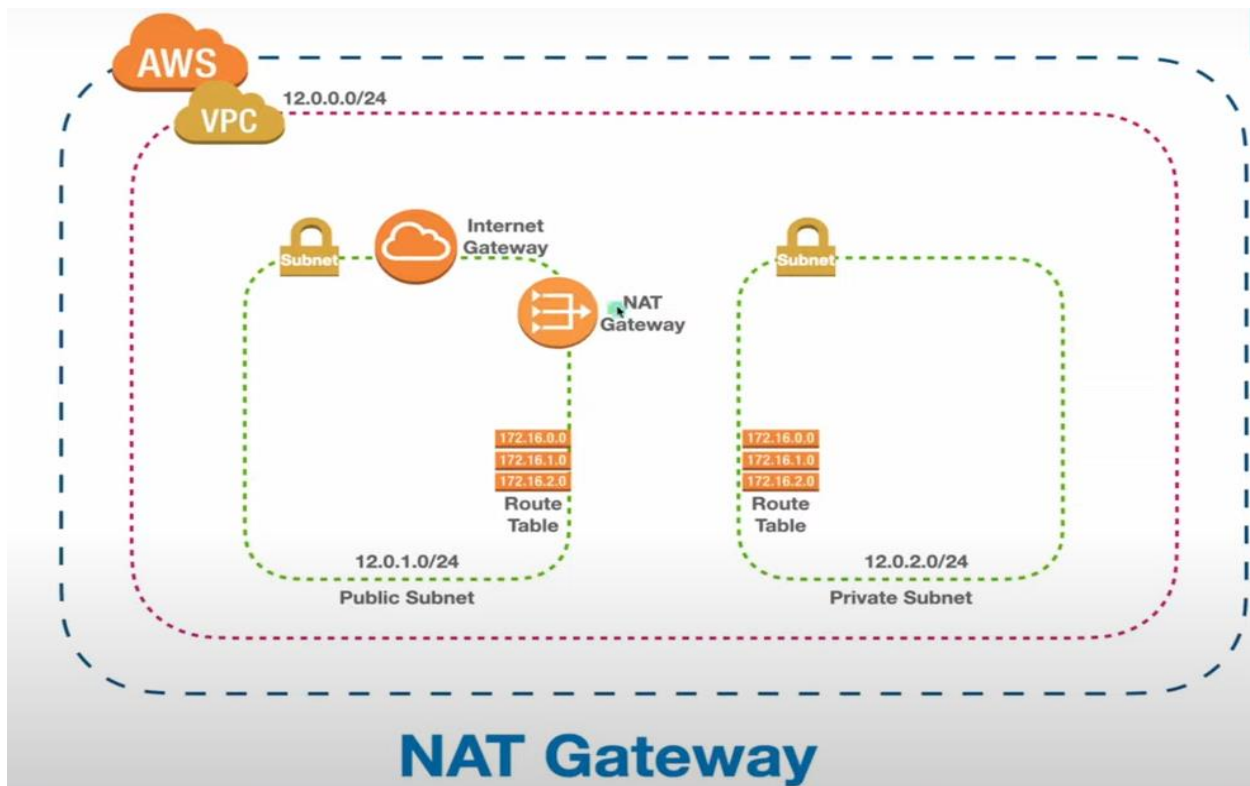 AWS
VPC
12.0.0.0/24
Subnet
Internet
Gateway
NAT
Gateway
172.16.0.0
172.16.1.0
172.16.2.0
Route
Table
12.0.1.0/24
Public Subnet
Subnet
172.16.0.0
172.16.1.0
172.16.2.0
Route
Table
12.0.2.0/24
Private Subnet
NAT Gateway